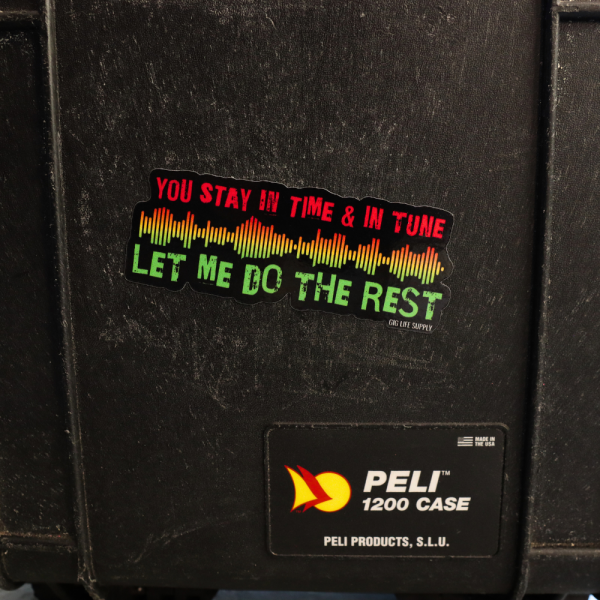 YOU STAY IN TIME & IN TUNE
LET ME DO THE REST
GIG LIFE SUPPLY
MADE IN
THE USA
PELI™
1200 CASE
PELI PRODUCTS, S.L.U.